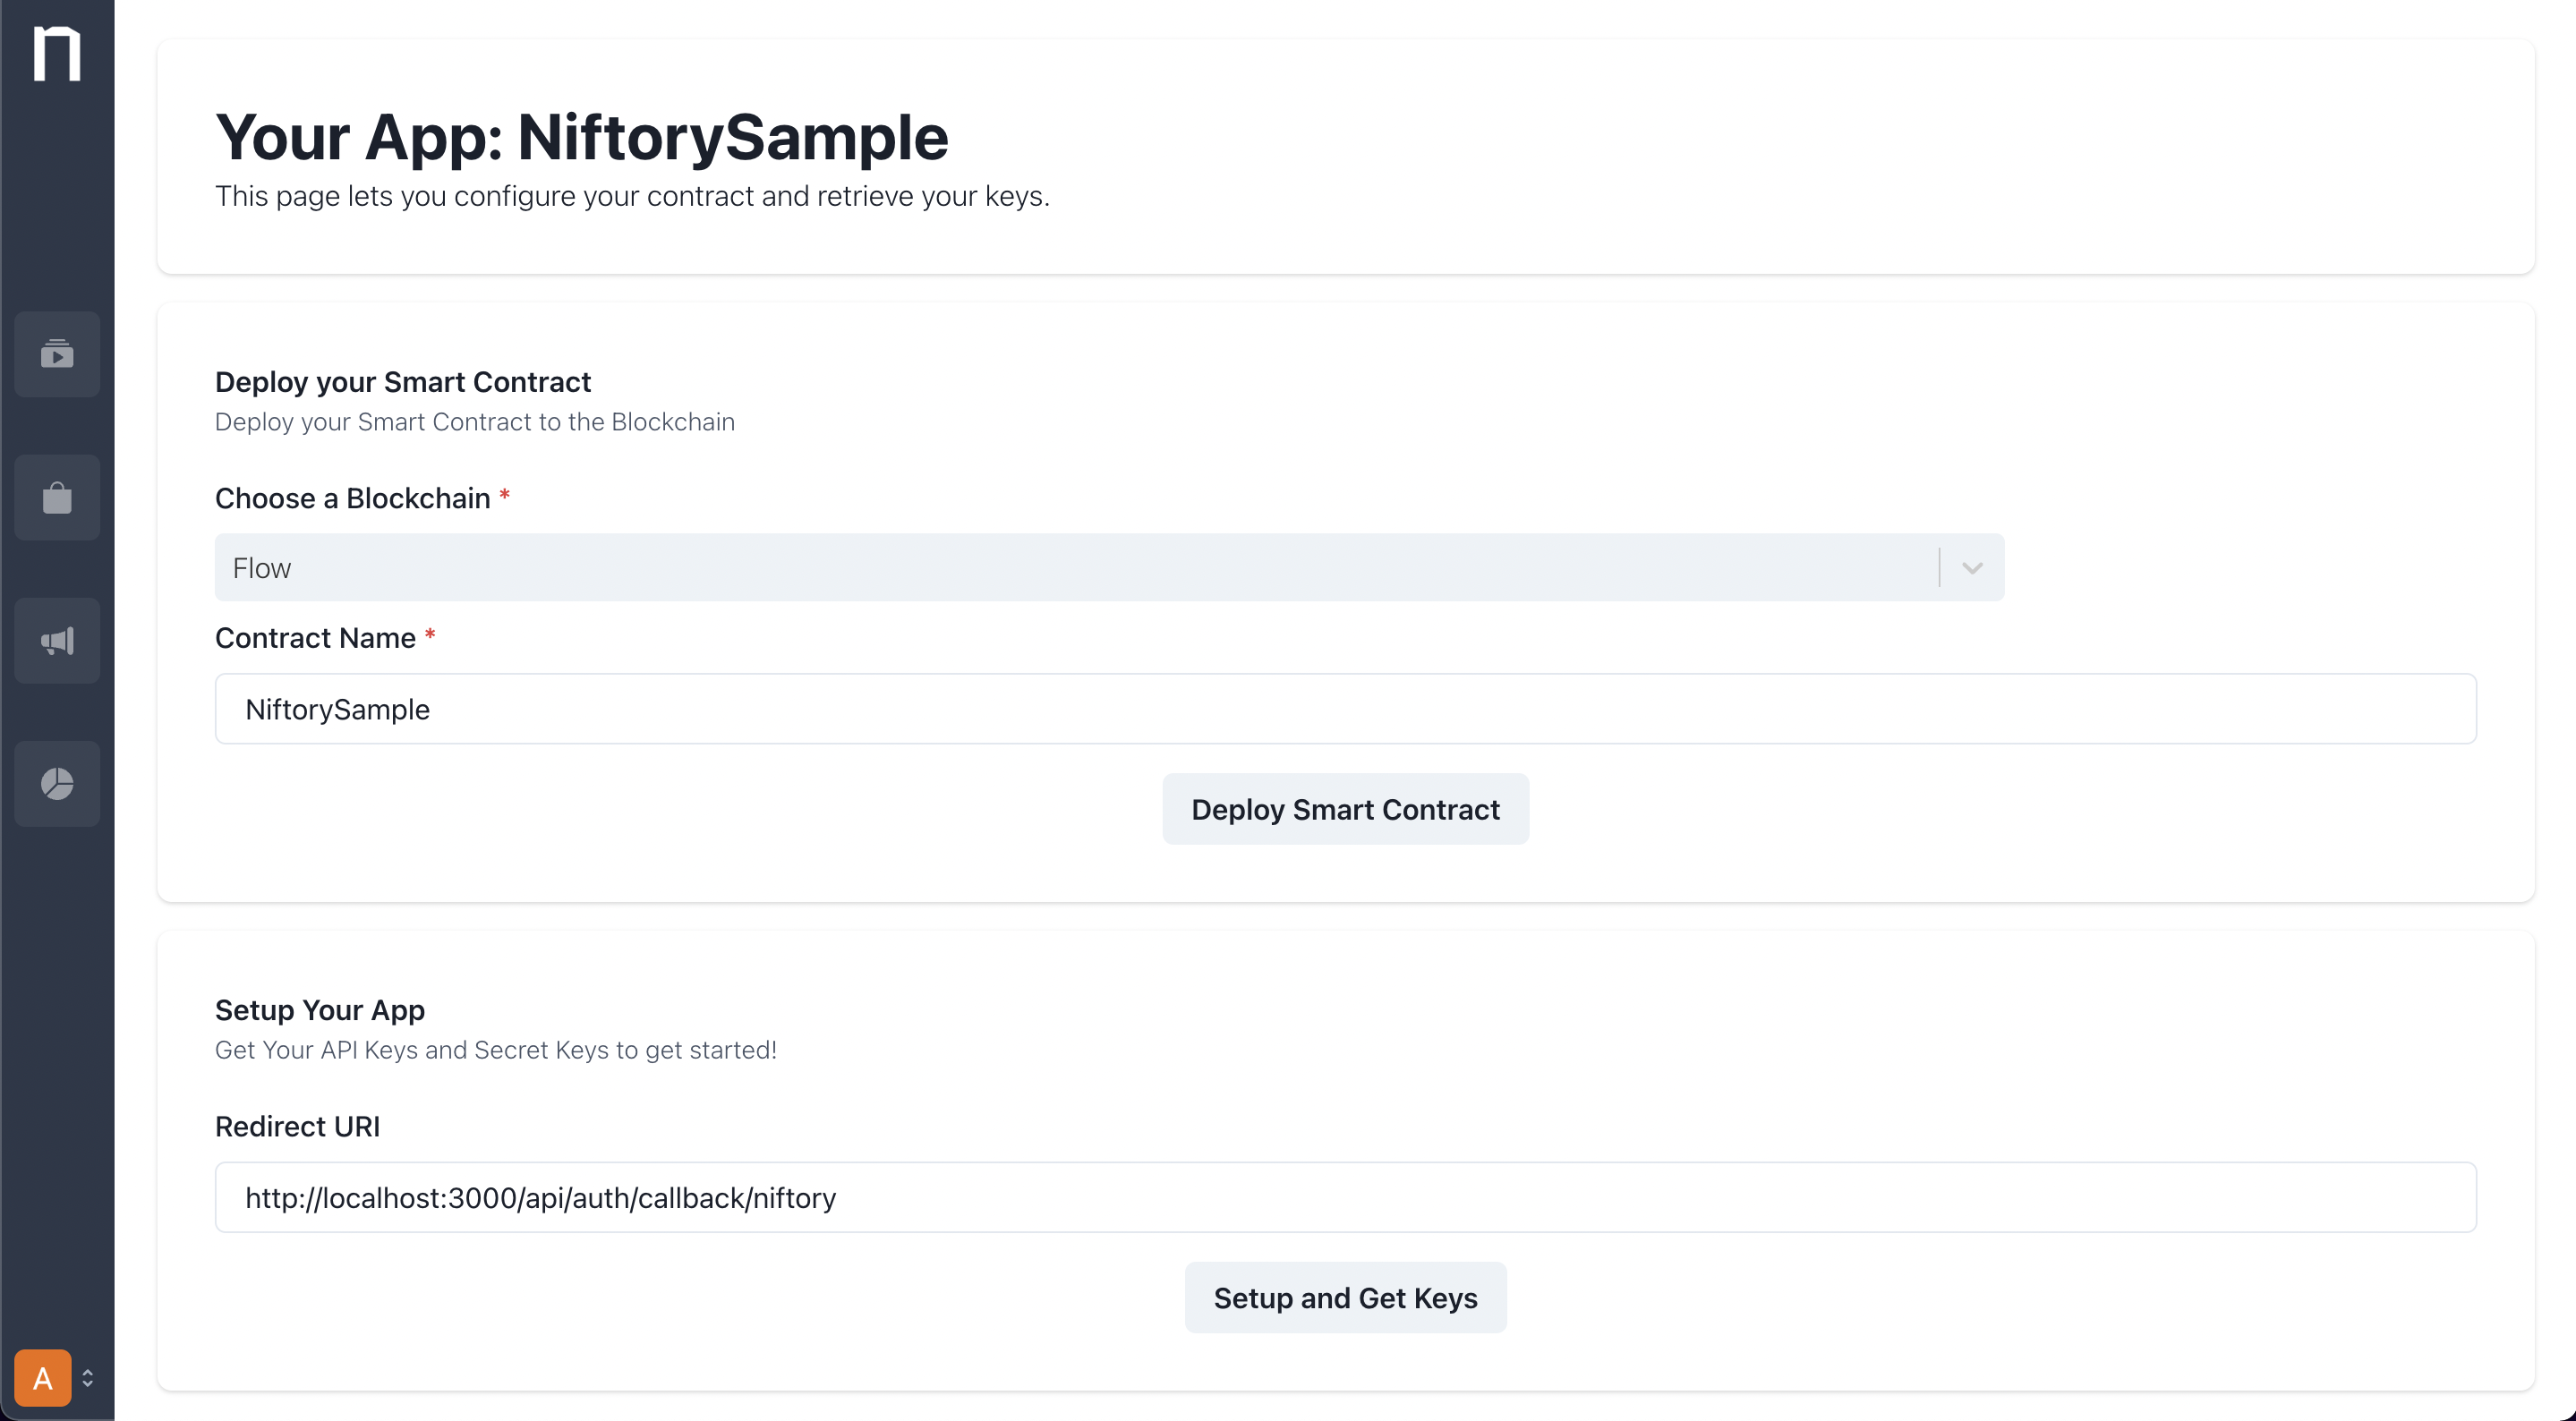 n
Your App: NiftorySample
This page lets you configure your contract and retrieve your keys.
Deploy your Smart Contract
Deploy your Smart Contract to the Blockchain
Choose a Blockchain *
Flow
Contract Name *
NiftorySample
Deploy Smart Contract
Setup Your App
Get Your API Keys and Secret Keys to get started!
Redirect URI
http://localhost:3000/api/auth/callback/niftory
Setup and Get Keys
A